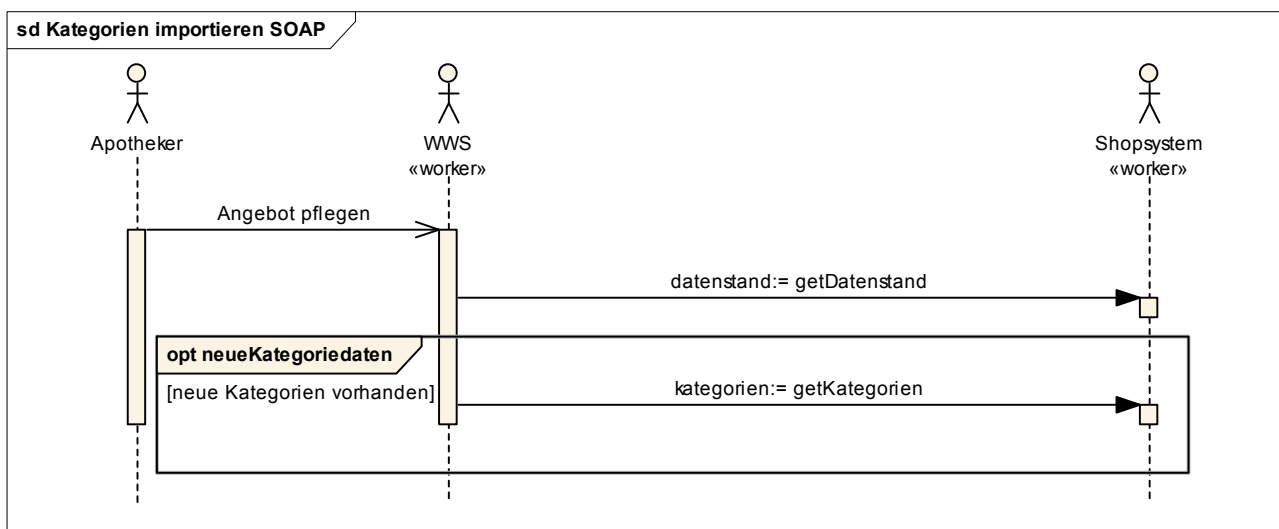 sd Kategorien importieren SOAP
Apotheker
WWS
«worker»
Shopsystem
«worker»
Angebot pflegen
datenstand:= getDatenstand
opt neueKategoriedaten
[neue Kategorien vorhanden]
kategorien:= getKategorien